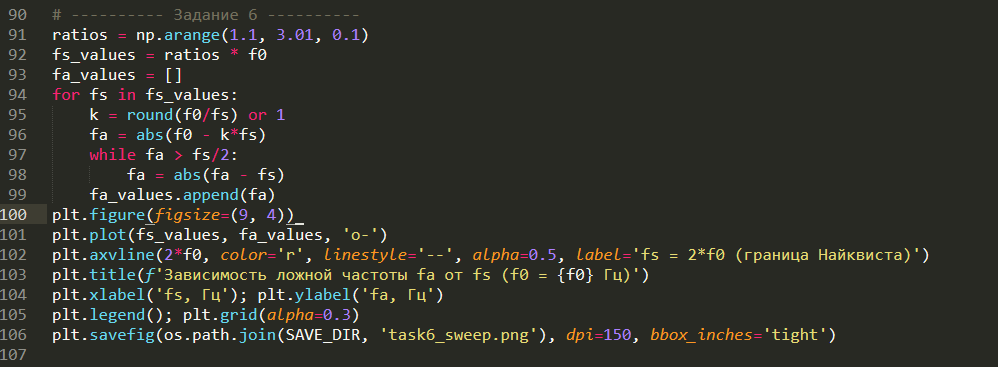 90 # ---------- Задание 6 ----------
91 ratios = np.arange(1.1, 3.01, 0.1)
92 fs_values = ratios * f0
93 fa_values = []
94 for fs in fs_values:
95     k = round(f0/fs) or 1
96     fa = abs(f0 - k*fs)
97     while fa > fs/2:
98         fa = abs(fa - fs)
99     fa_values.append(fa)
100 plt.figure(figsize=(9, 4))
101 plt.plot(fs_values, fa_values, 'o-')
102 plt.axvline(2*f0, color='r', linestyle='--', alpha=0.5, label='fs = 2*f0 (граница Найквиста)')
103 plt.title(f'Зависимость ложной частоты fa от fs (f0 = {f0} Гц)')
104 plt.xlabel('fs, Гц'); plt.ylabel('fa, Гц')
105 plt.legend(); plt.grid(alpha=0.3)
106 plt.savefig(os.path.join(SAVE_DIR, 'task6_sweep.png'), dpi=150, bbox_inches='tight')
107